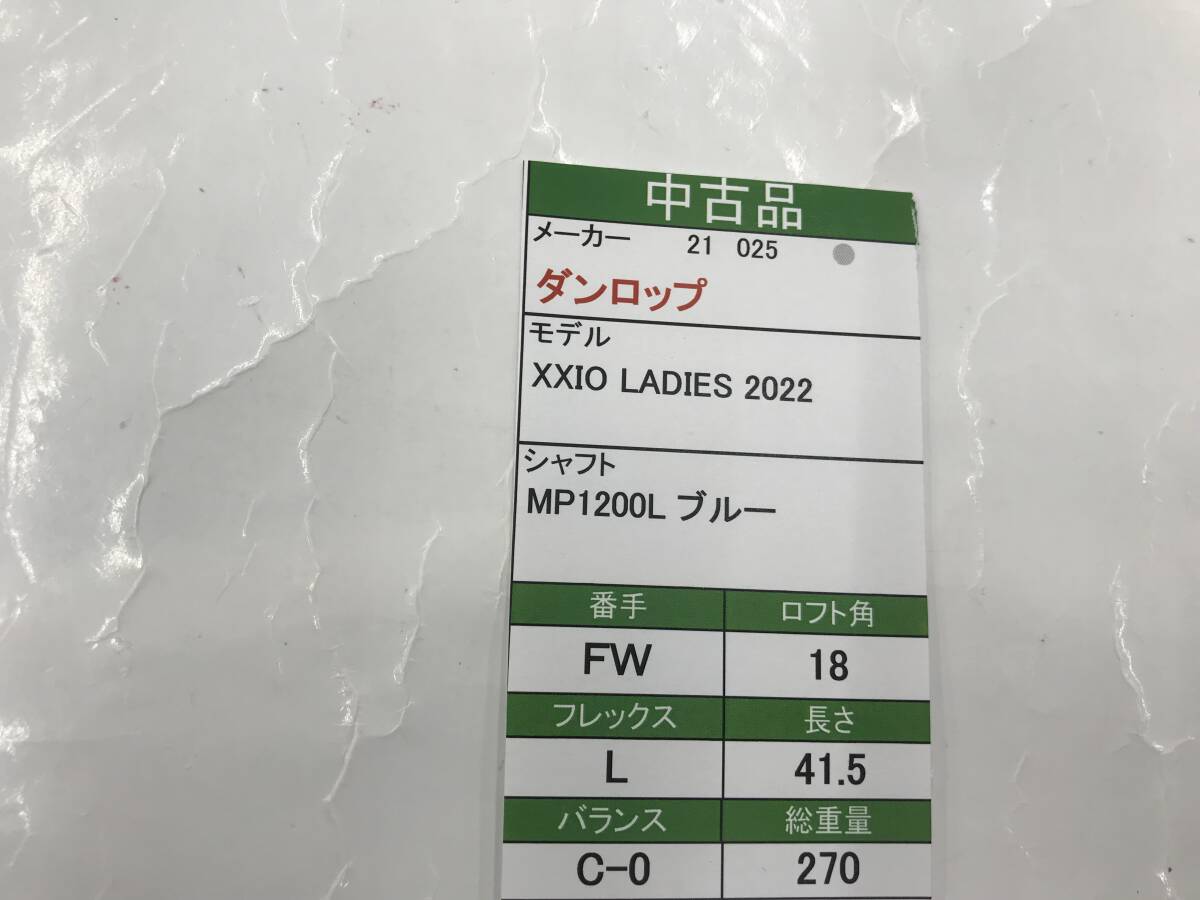 中古品
メーカー 21 025
ダンロップ
モデル
XXIO LADIES 2022
シャフト
MP1200L ブルー
番手 ロフト角
FW 18
フレックス 長さ
L 41.5
バランス 総重量
C-0 270